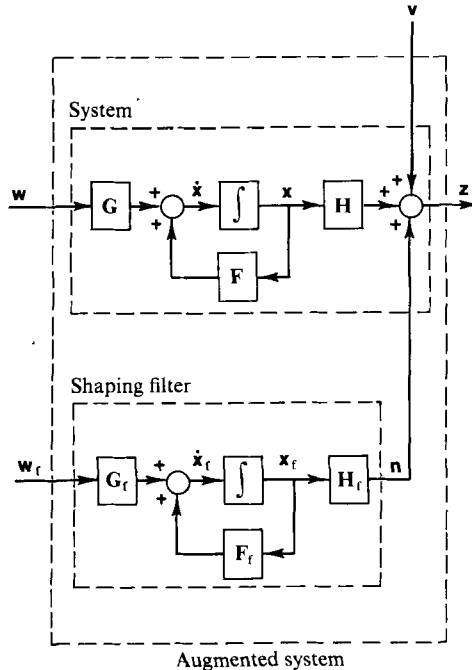 v
System
w G + + ẋ ∫ x H + + + z
F
Shaping filter
w_f G_f + + ẋ_f ∫ x_f H_f n
F_f
Augmented system